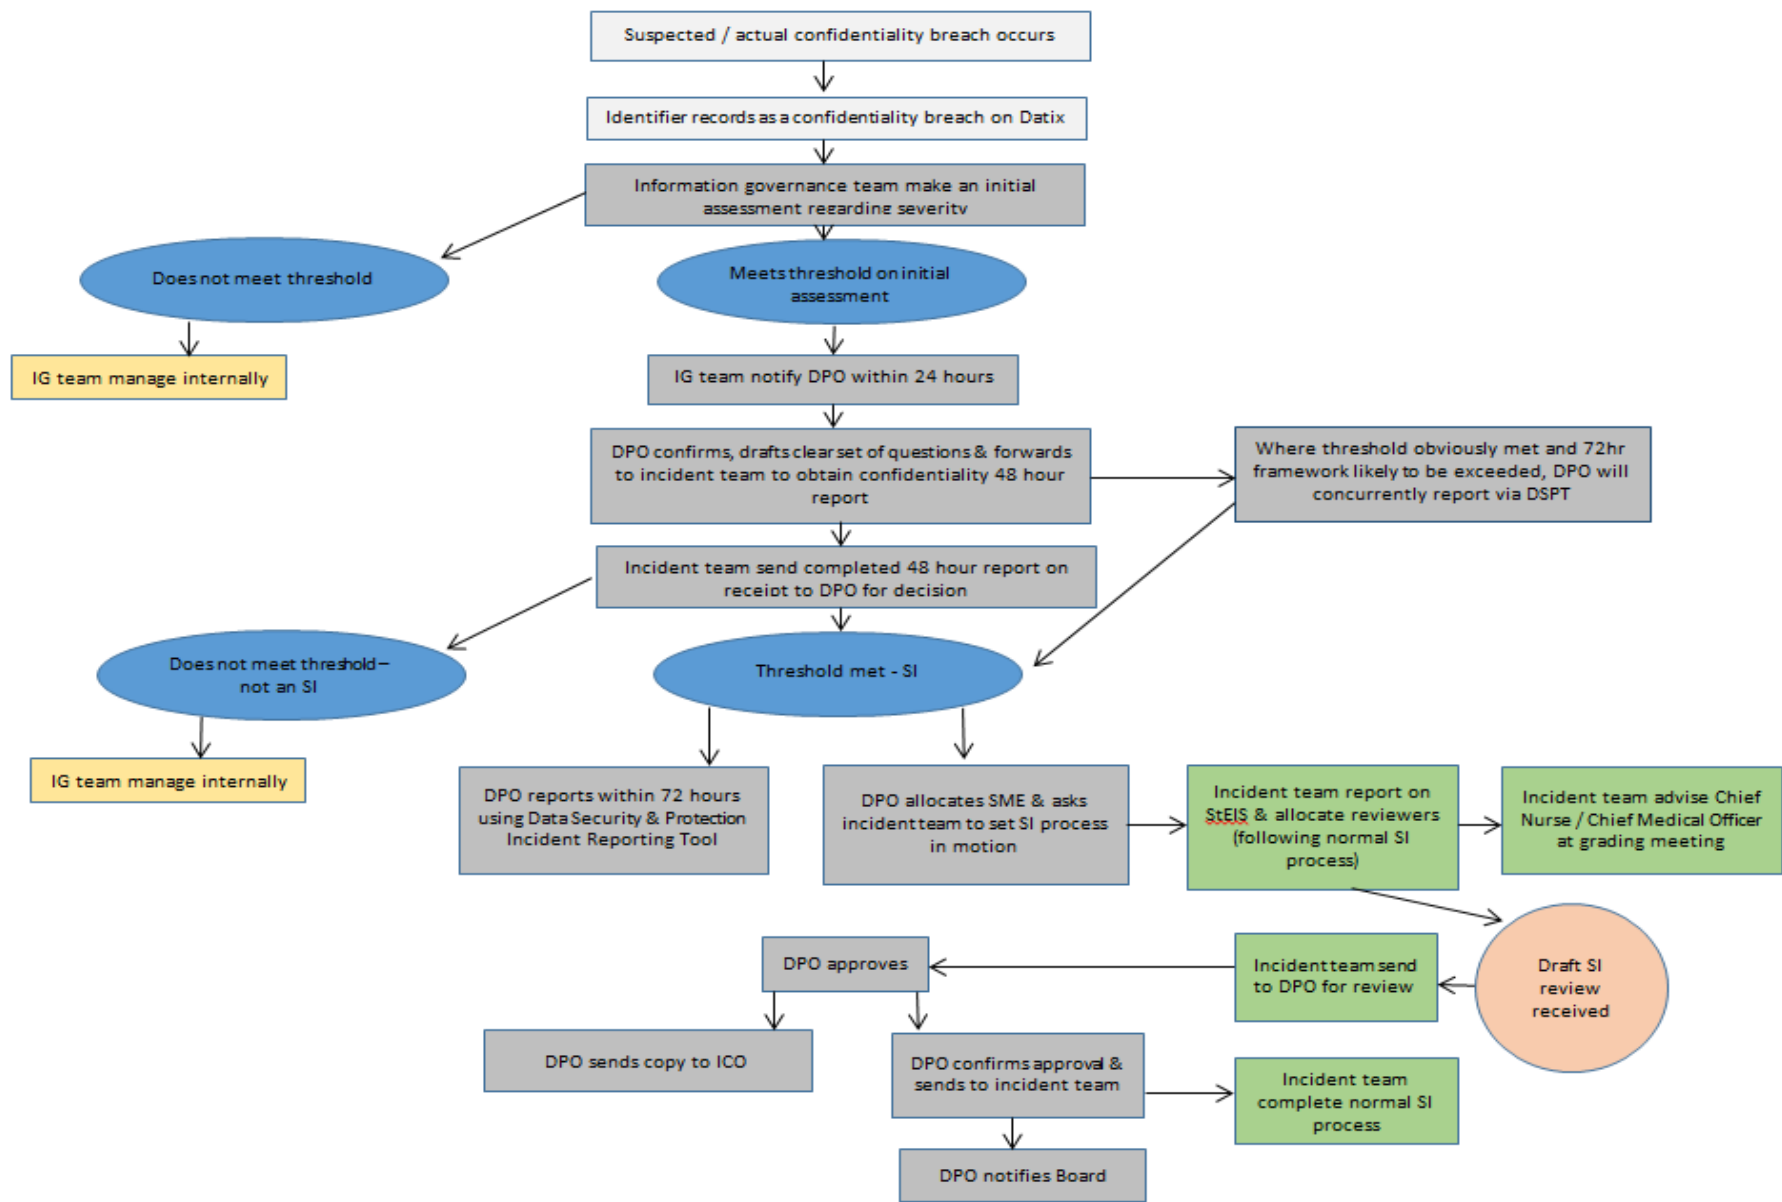 Suspected / actual confidentiality breach occurs
Identifier records as a confidentiality breach on Datix
Information governance team make an initial
assessment regarding severity
Does not meet threshold
Meets threshold on initial
assessment
IG team manage internally
IG team notify DPO within 24 hours
DPO confirms, drafts clear set of questions & forwards
to incident team to obtain confidentiality 48 hour
report
Where threshold obviously met and 72hr
framework likely to be exceeded, DPO will
concurrently report via DSPT
Incident team send completed 48 hour report on
receipt to DPO for decision
Does not meet threshold –
not an SI
Threshold met - SI
IG team manage internally
DPO reports within 72 hours
using Data Security & Protection
Incident Reporting Tool
DPO allocates SME & asks
incident team to set SI process
in motion
Incident team report on
StEIS & allocate reviewers
(following normal SI
process)
Incident team advise Chief
Nurse / Chief Medical Officer
at grading meeting
DPO approves
Incident team send
to DPO for review
Draft SI
review
received
DPO sends copy to ICO
DPO confirms approval &
sends to incident team
Incident team
complete normal SI
process
DPO notifies Board